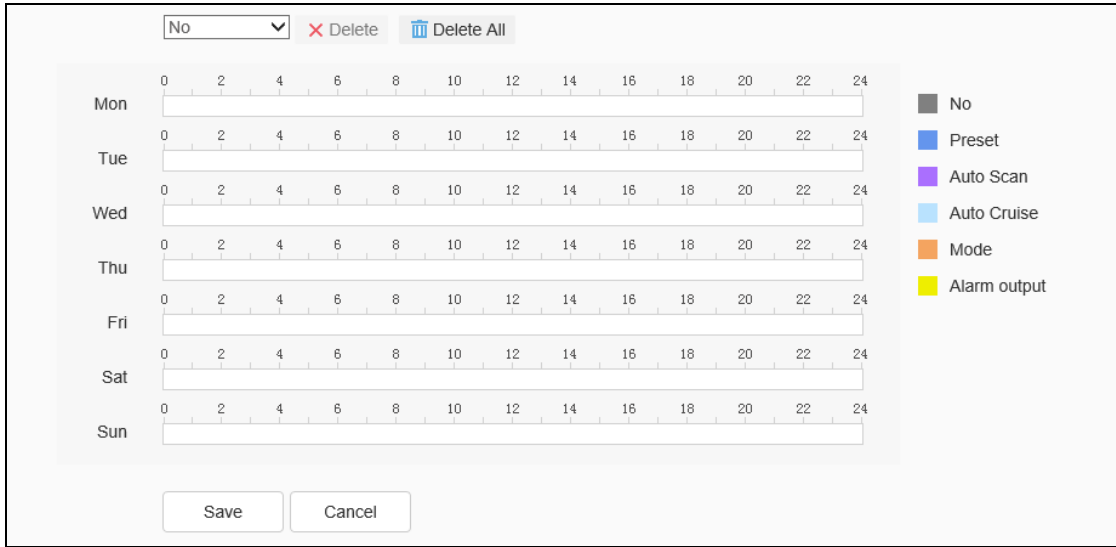 No Delete Delete All
0 2 4 6 8 10 12 14 16 18 20 22 24
Mon
0 2 4 6 8 10 12 14 16 18 20 22 24
Tue
0 2 4 6 8 10 12 14 16 18 20 22 24
Wed
0 2 4 6 8 10 12 14 16 18 20 22 24
Thu
0 2 4 6 8 10 12 14 16 18 20 22 24
Fri
0 2 4 6 8 10 12 14 16 18 20 22 24
Sat
0 2 4 6 8 10 12 14 16 18 20 22 24
Sun
No
Preset
Auto Scan
Auto Cruise
Mode
Alarm output
Save Cancel